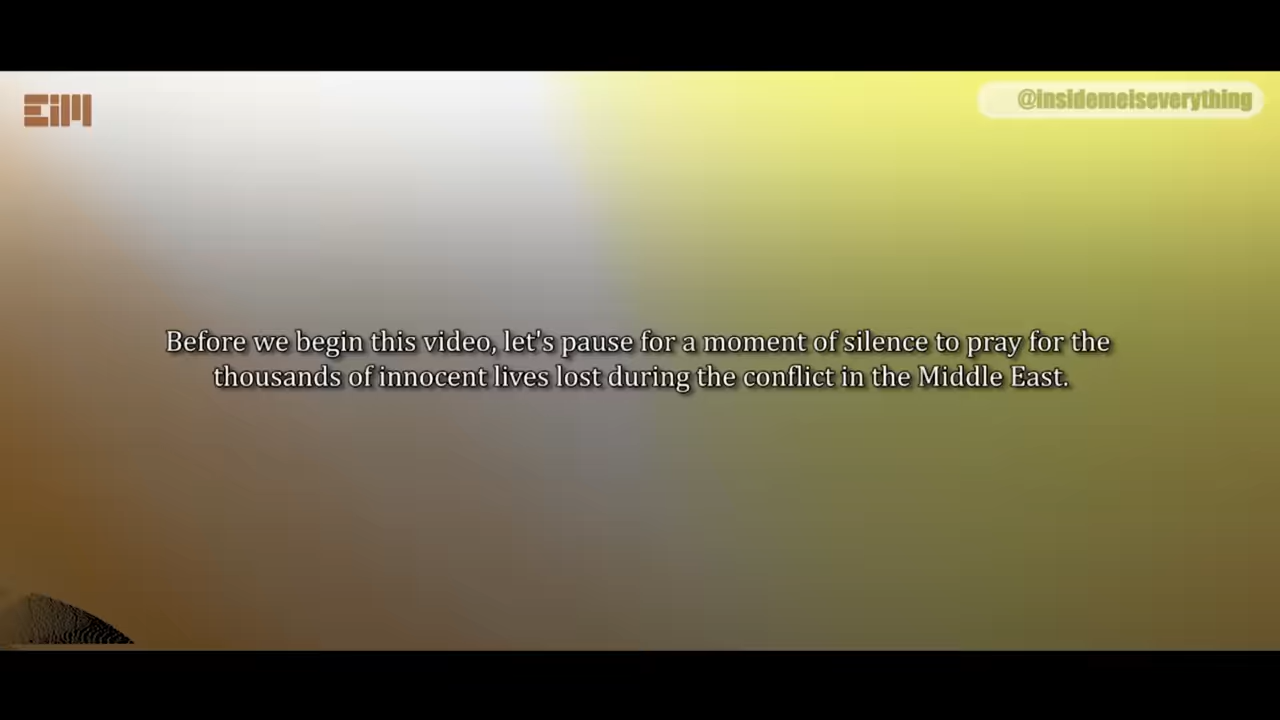 EiM
@insidemeiseverything
Before we begin this video, let's pause for a moment of silence to pray for the
thousands of innocent lives lost during the conflict in the Middle East.